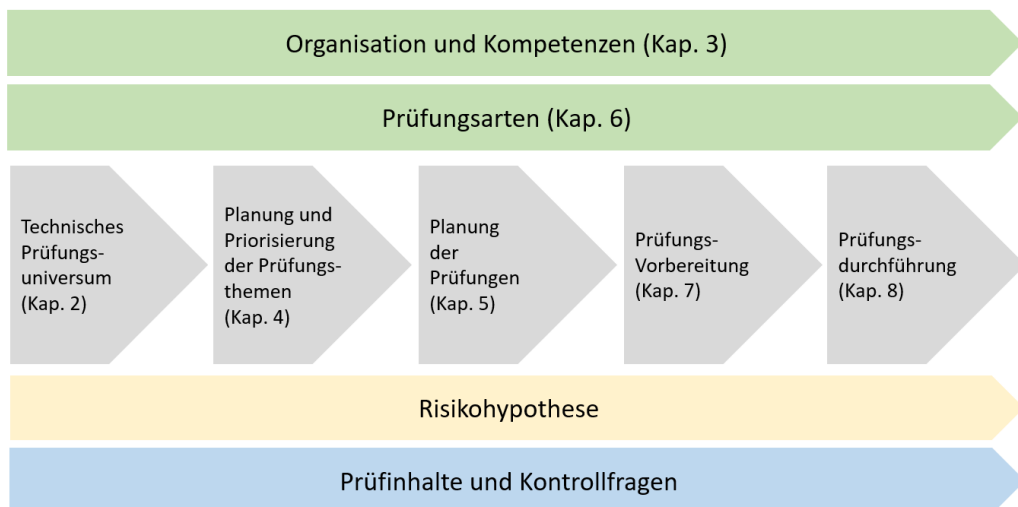 Organisation und Kompetenzen (Kap. 3)
Prüfungsarten (Kap. 6)
Technisches
Prüfungs-
universum
(Kap. 2)
Planung und
Priorisierung
der Prüfungs-
themen
(Kap. 4)
Planung
der
Prüfungen
(Kap. 5)
Prüfungs-
Vorbereitung
(Kap. 7)
Prüfungs-
durchführung
(Kap. 8)
Risikohypothese
Prüfinhalte und Kontrollfragen